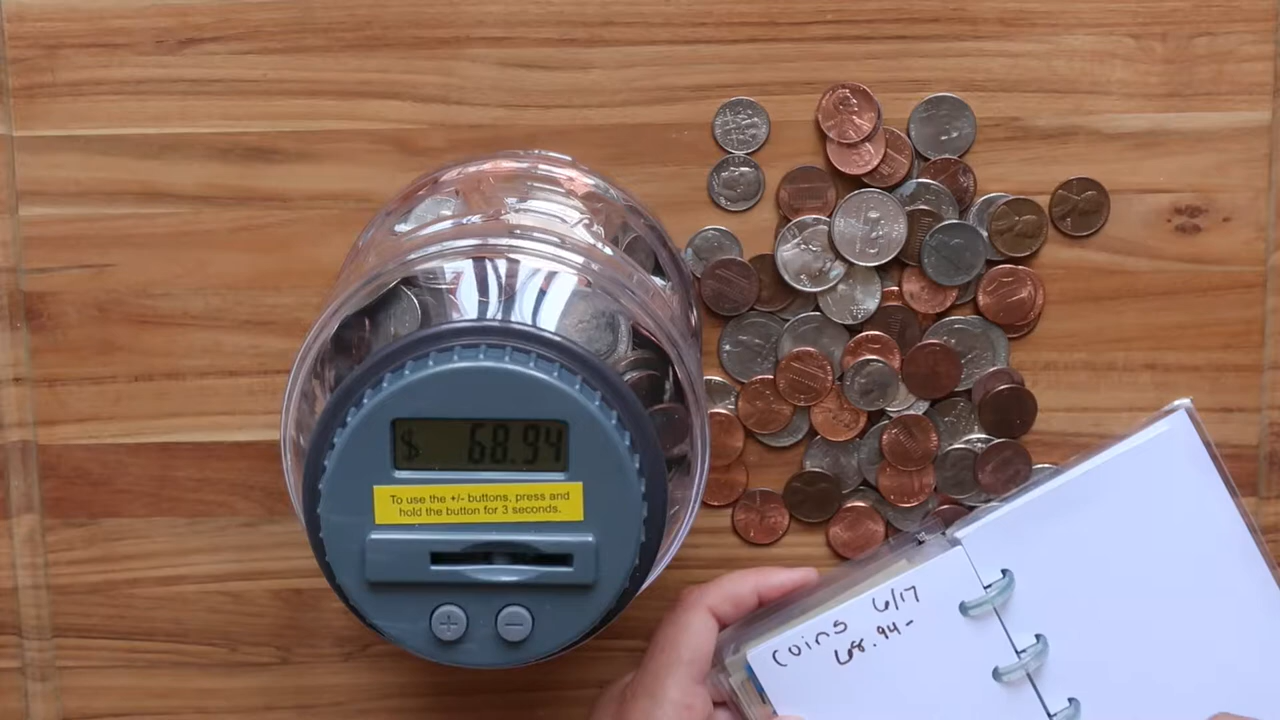 $ 68.94
To use the +/- buttons, press and
hold the button for 3 seconds.
+ -
coins 6/17
68.94-